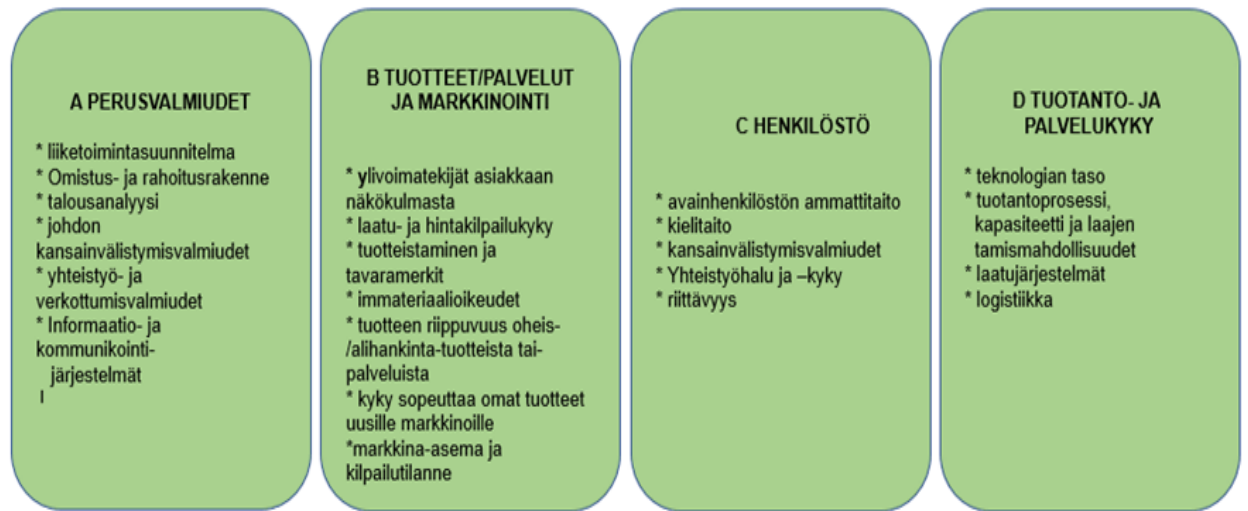 A PERUSVALMIUDET
* liiketoimintasuunnitelma
* Omistus- ja rahoitusrakenne
* talousanalyysi
* johdon
kansainvälistymisvalmiudet
* yhteistyö- ja
verkottumisvalmiudet
* Informaatio- ja
kommunikointi-
järjestelmät
I
B TUOTTEET/PALVELUT
JA MARKKINOINTI
* ylivoimatekijät asiakkaan
näkökulmasta
* laatu- ja hintakilpailukyky
* tuotteistaminen ja
tavaramerkit
* immateriaalioikeudet
* tuotteen riippuvuus oheis-
/alihankinta-tuotteista tai-
palveluista
* kyky sopeuttaa omat tuotteet
uusille markkinoille
*markkina-asema ja
kilpailutilanne
C HENKILÖSTÖ
* avainhenkilöstön ammattitaito
* kielitaito
* kansainvälistymisvalmiudet
* Yhteistyöhalu ja –kyky
* riittävyys
D TUOTANTO- JA
PALVELUKYKY
* teknologian taso
* tuotantoprosessi,
kapasiteetti ja laajen
tamismahdollisuudet
* laatujärjestelmät
* logistiikka